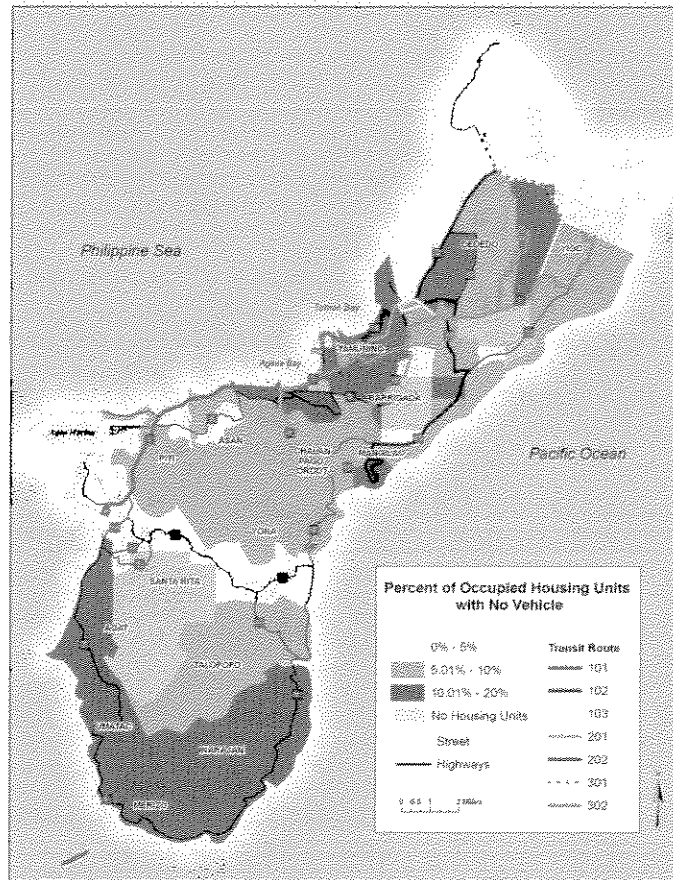 Philippine Sea
Tumon Bay
TAMUNING
Agana Bay
BARRIGADA
ASAN
PITI
MANGILAO
Pacific Ocean
YONA
SANTA RITA
AGAT
TALOFOFO
UMATAC
INARAJAN
MERIZO
Percent of Occupied Housing Units
with No Vehicle
0% - 5%
5.01% - 10%
10.01% - 20%
No Housing Units
Street
Highways
Transit Route
101
102
103
201
202
301
302